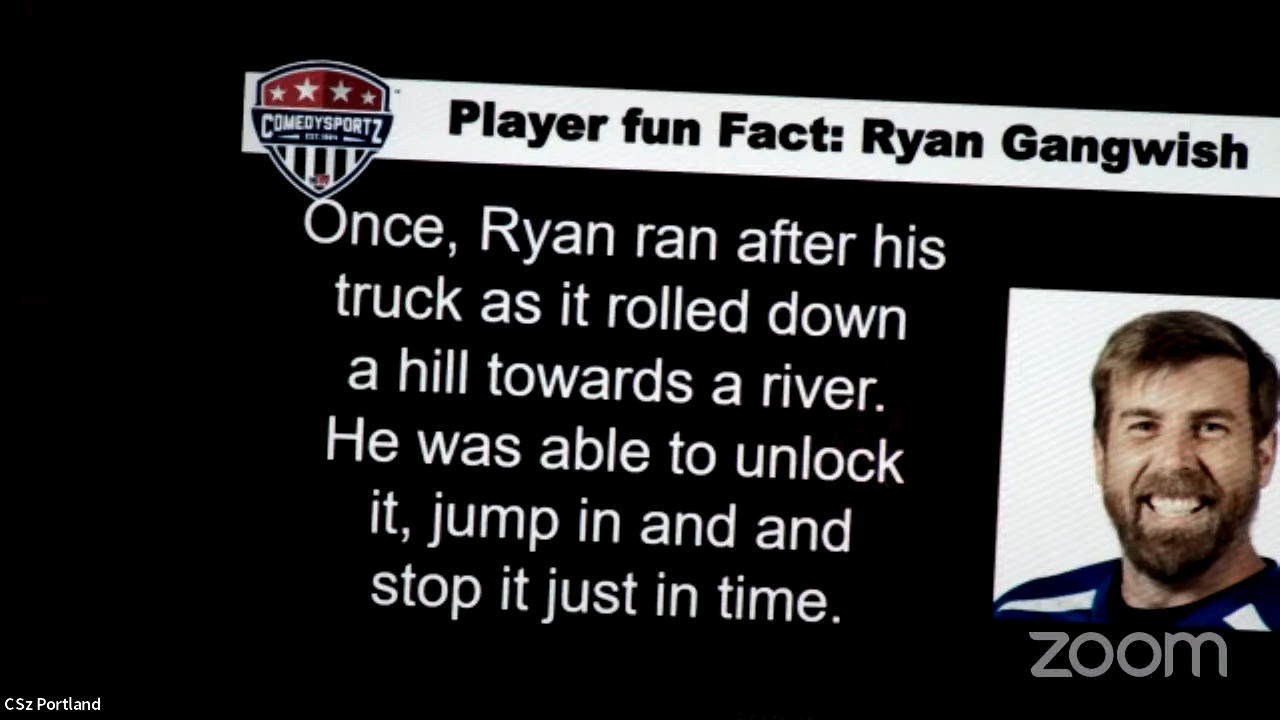 COMEDYSPORTZ
EST. 1984
Player fun Fact: Ryan Gangwish
Once, Ryan ran after his
truck as it rolled down
a hill towards a river.
He was able to unlock
it, jump in and and
stop it just in time.
zoom
CSz Portland